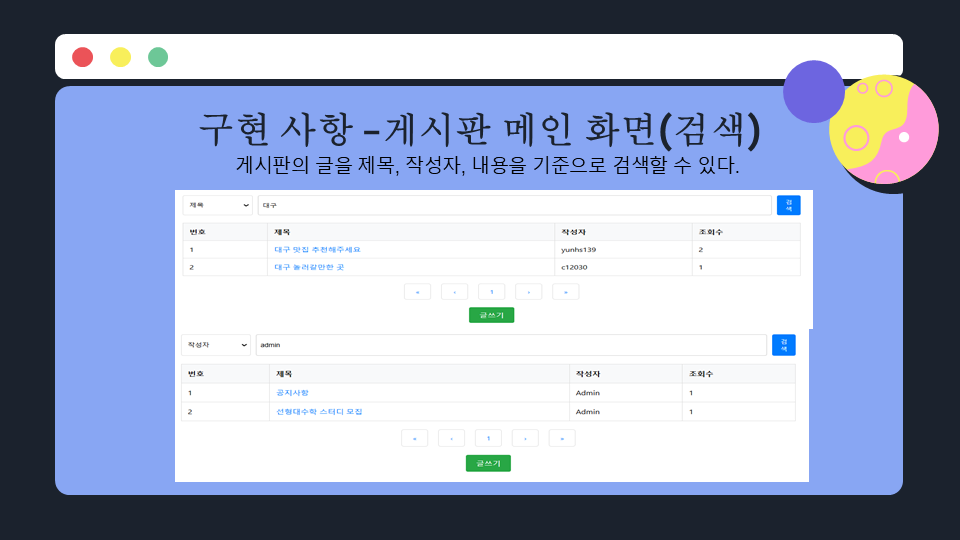 구현 사항 –게시판 메인 화면(검색)
게시판의 글을 제목, 작성자, 내용을 기준으로 검색할 수 있다.
제목 대구 검색
번호 제목 작성자 조회수
1 대구 맛집 추천해주세요 yunhs139 2
2 대구 놀러갈만한 곳 c12030 1
« ‹ 1 › »
글쓰기
작성자 admin 검색
번호 제목 작성자 조회수
1 공지사항 Admin 1
2 선형대수학 스터디 모집 Admin 1
« ‹ 1 › »
글쓰기